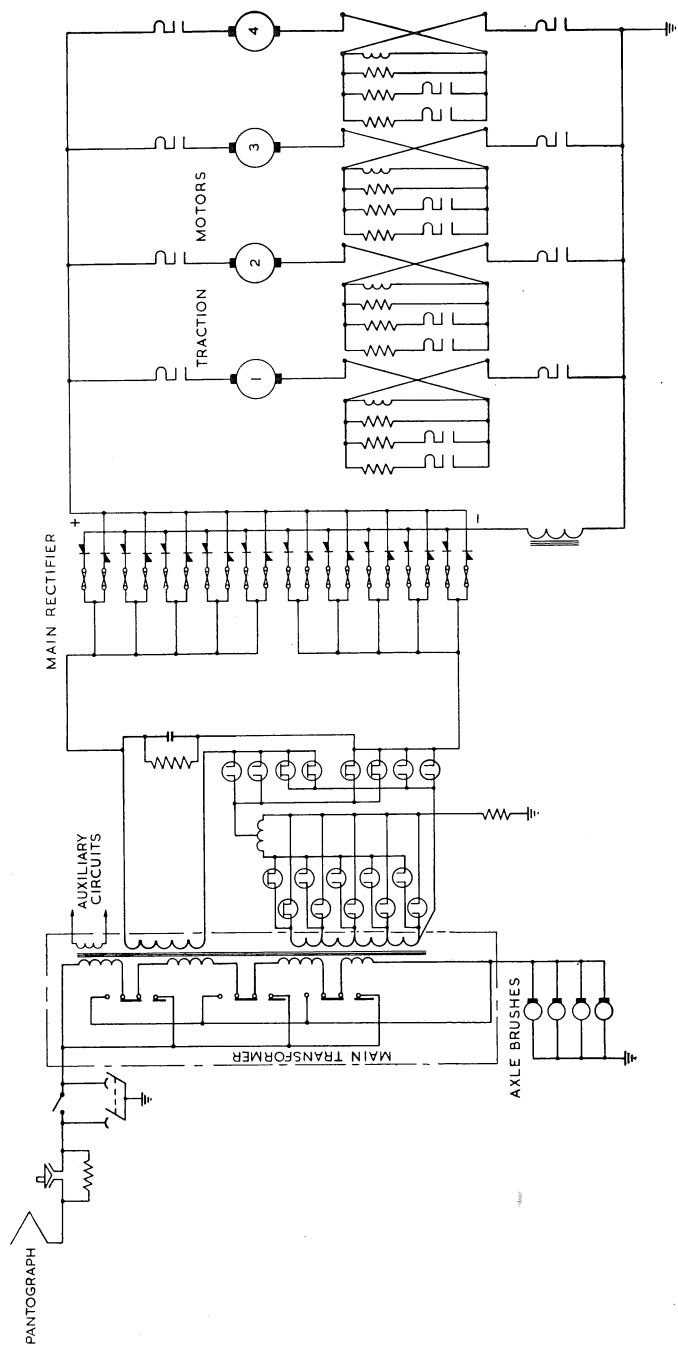 PANTOGRAPH
MAIN TRANSFORMER
AUXILIARY
CIRCUITS
AXLE BRUSHES
MAIN RECTIFIER
+
–
TRACTION MOTORS
1
2
3
4